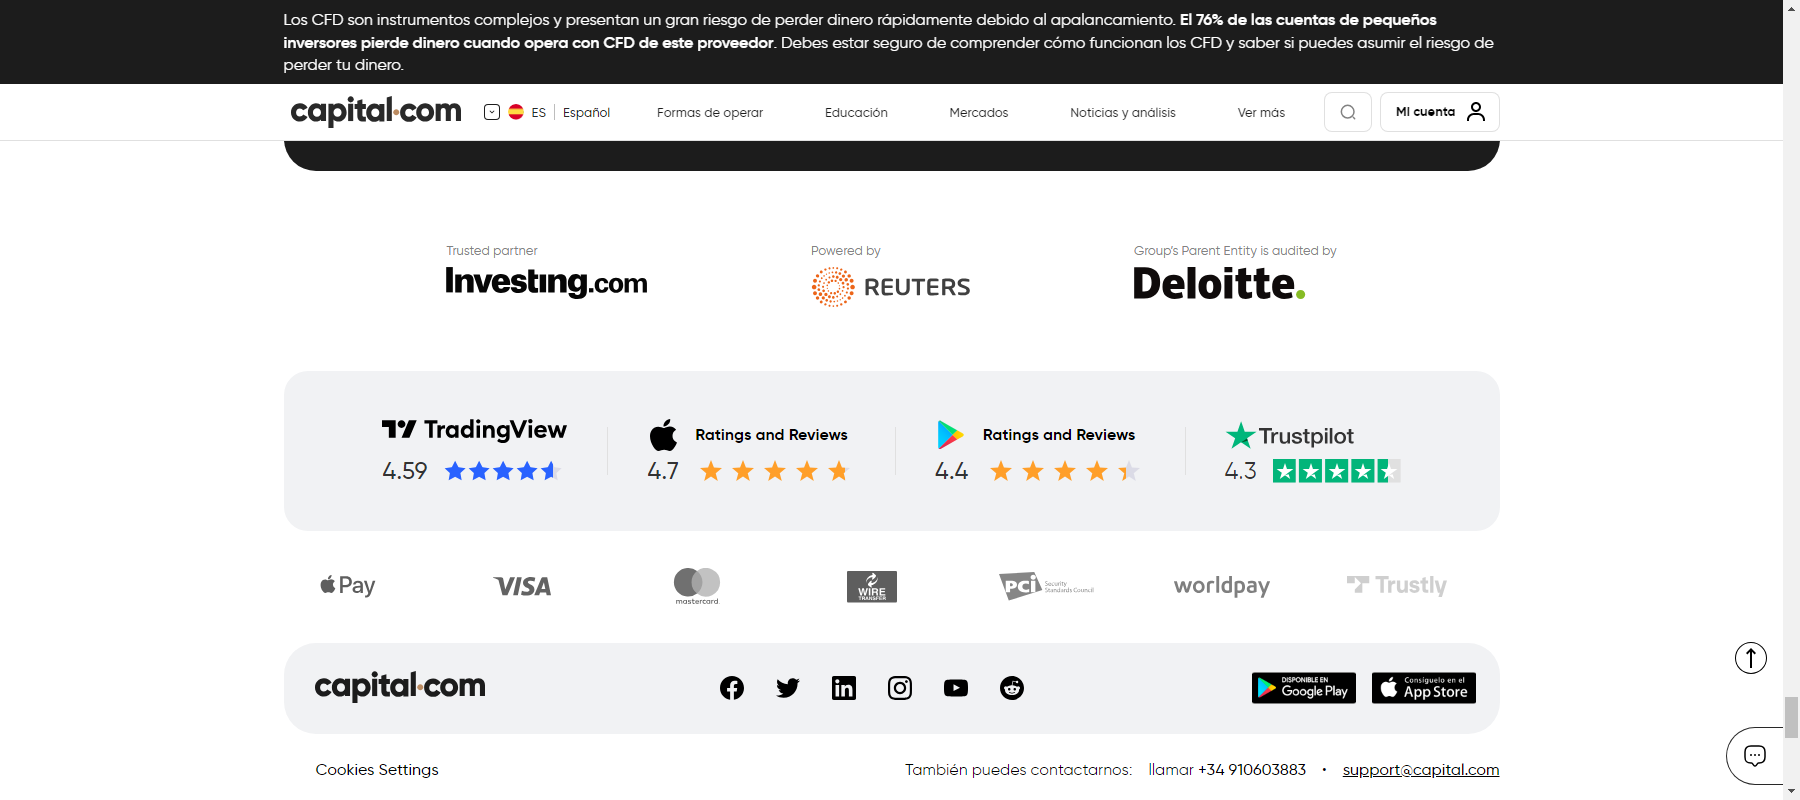 Los CFD son instrumentos complejos y presentan un gran riesgo de perder dinero rápidamente debido al apalancamiento. El 76% de las cuentas de pequeños
inversores pierde dinero cuando opera con CFD de este proveedor. Debes estar seguro de comprender cómo funcionan los CFD y saber si puedes asumir el riesgo de
perder tu dinero.
capital.com ES Español Formas de operar Educación Mercados Noticias y análisis Ver más Mi cuenta
Trusted partner Powered by Group's Parent Entity is audited by
Investing.com REUTERS Deloitte.
TradingView Ratings and Reviews Ratings and Reviews Trustpilot
4.59 4.7 4.4 4.3
Pay VISA mastercard. WIRE TRANSFER PCi Security Standards Council worldpay Trustly
capital.com in DISPONIBLE EN Google Play Consíguelo en el App Store
Cookies Settings También puedes contactarnos: llamar +34 910603883 • support@capital.com